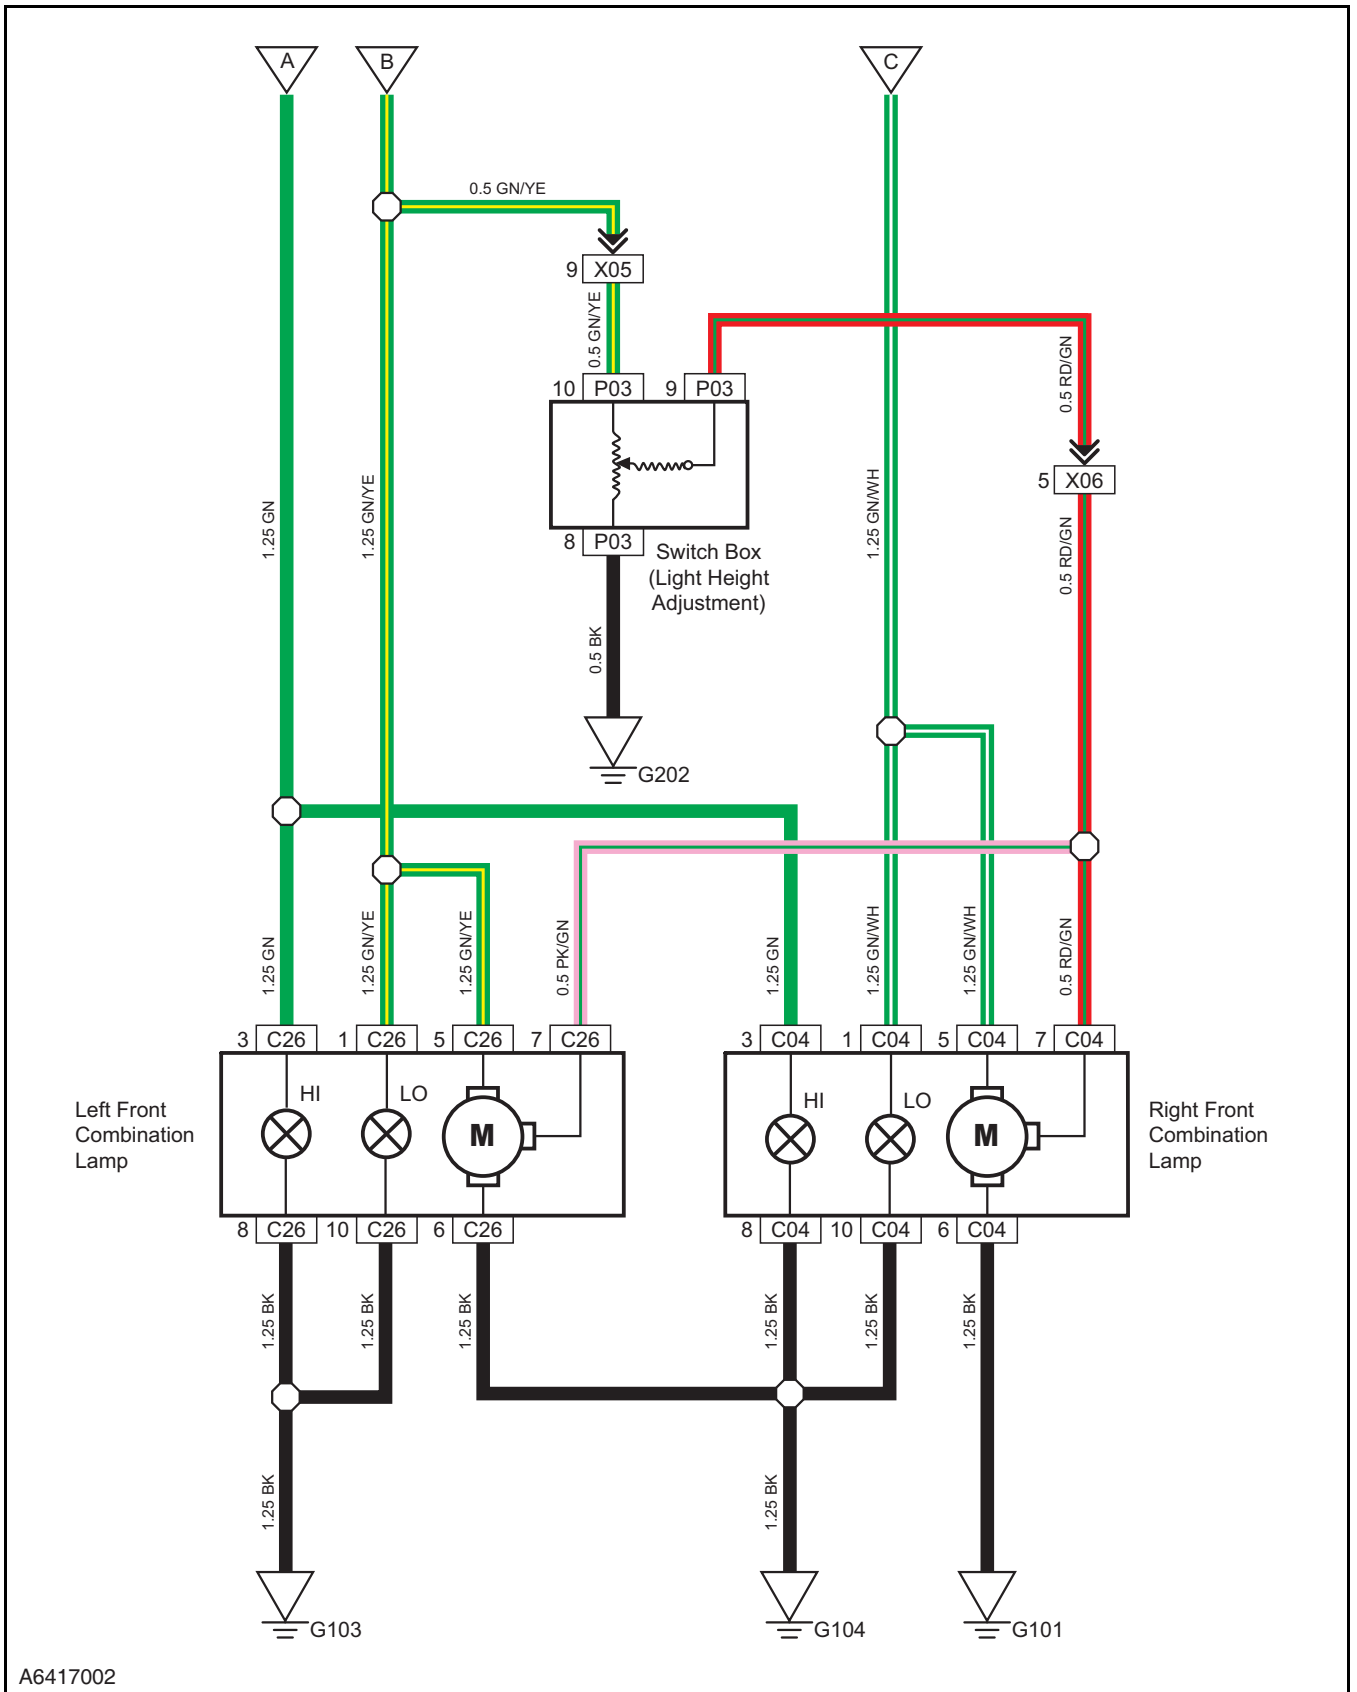 A
B
C
0.5 GN/YE
9 X05
0.5 GN/YE
0.5 RD/GN
10 P03
9 P03
5 X06
1.25 GN
1.25 GN/YE
1.25 GN/WH
0.5 RD/GN
8 P03
Switch Box
(Light Height
Adjustment)
0.5 BK
G202
1.25 GN
1.25 GN/YE
1.25 GN/YE
0.5 PK/GN
1.25 GN
1.25 GN/WH
1.25 GN/WH
0.5 RD/GN
3 C26
1 C26
5 C26
7 C26
3 C04
1 C04
5 C04
7 C04
Left Front
Combination
Lamp
HI
LO
M
HI
LO
M
Right Front
Combination
Lamp
8 C26
10 C26
6 C26
8 C04
10 C04
6 C04
1.25 BK
1.25 BK
1.25 BK
1.25 BK
1.25 BK
1.25 BK
1.25 BK
1.25 BK
G103
G104
G101
A6417002